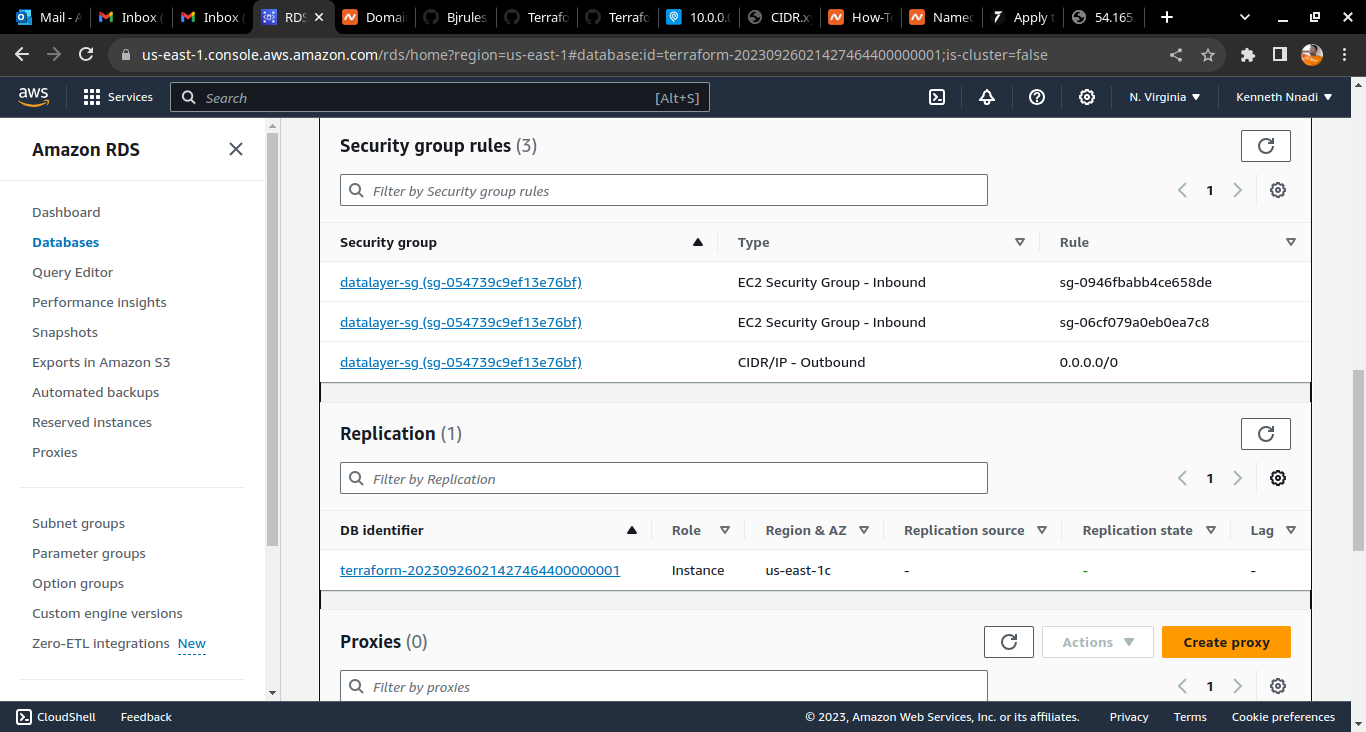 Mail - A Inbox ( Inbox ( RDS Domai Bjrules Terrafo Terrafo 10.0.0.0 CIDR.x How-To Named Apply t 54.165.
us-east-1.console.aws.amazon.com/rds/home?region=us-east-1#database:id=terraform-20230926021427464400000001;is-cluster=false
aws Services Search [Alt+S] N. Virginia Kenneth Nnadi
Amazon RDS
Dashboard
Databases
Query Editor
Performance insights
Snapshots
Exports in Amazon S3
Automated backups
Reserved instances
Proxies
Subnet groups
Parameter groups
Option groups
Custom engine versions
Zero-ETL integrations New
Security group rules (3)
Filter by Security group rules
1
Security group Type Rule
datalayer-sg (sg-054739c9ef13e76bf) EC2 Security Group - Inbound sg-0946fbabb4ce658de
datalayer-sg (sg-054739c9ef13e76bf) EC2 Security Group - Inbound sg-06cf079a0eb0ea7c8
datalayer-sg (sg-054739c9ef13e76bf) CIDR/IP - Outbound 0.0.0.0/0
Replication (1)
Filter by Replication
1
DB identifier Role Region & AZ Replication source Replication state Lag
terraform-20230926021427464400000001 Instance us-east-1c - - -
Proxies (0)
Actions Create proxy
Filter by proxies
1
CloudShell Feedback © 2023, Amazon Web Services, Inc. or its affiliates. Privacy Terms Cookie preferences